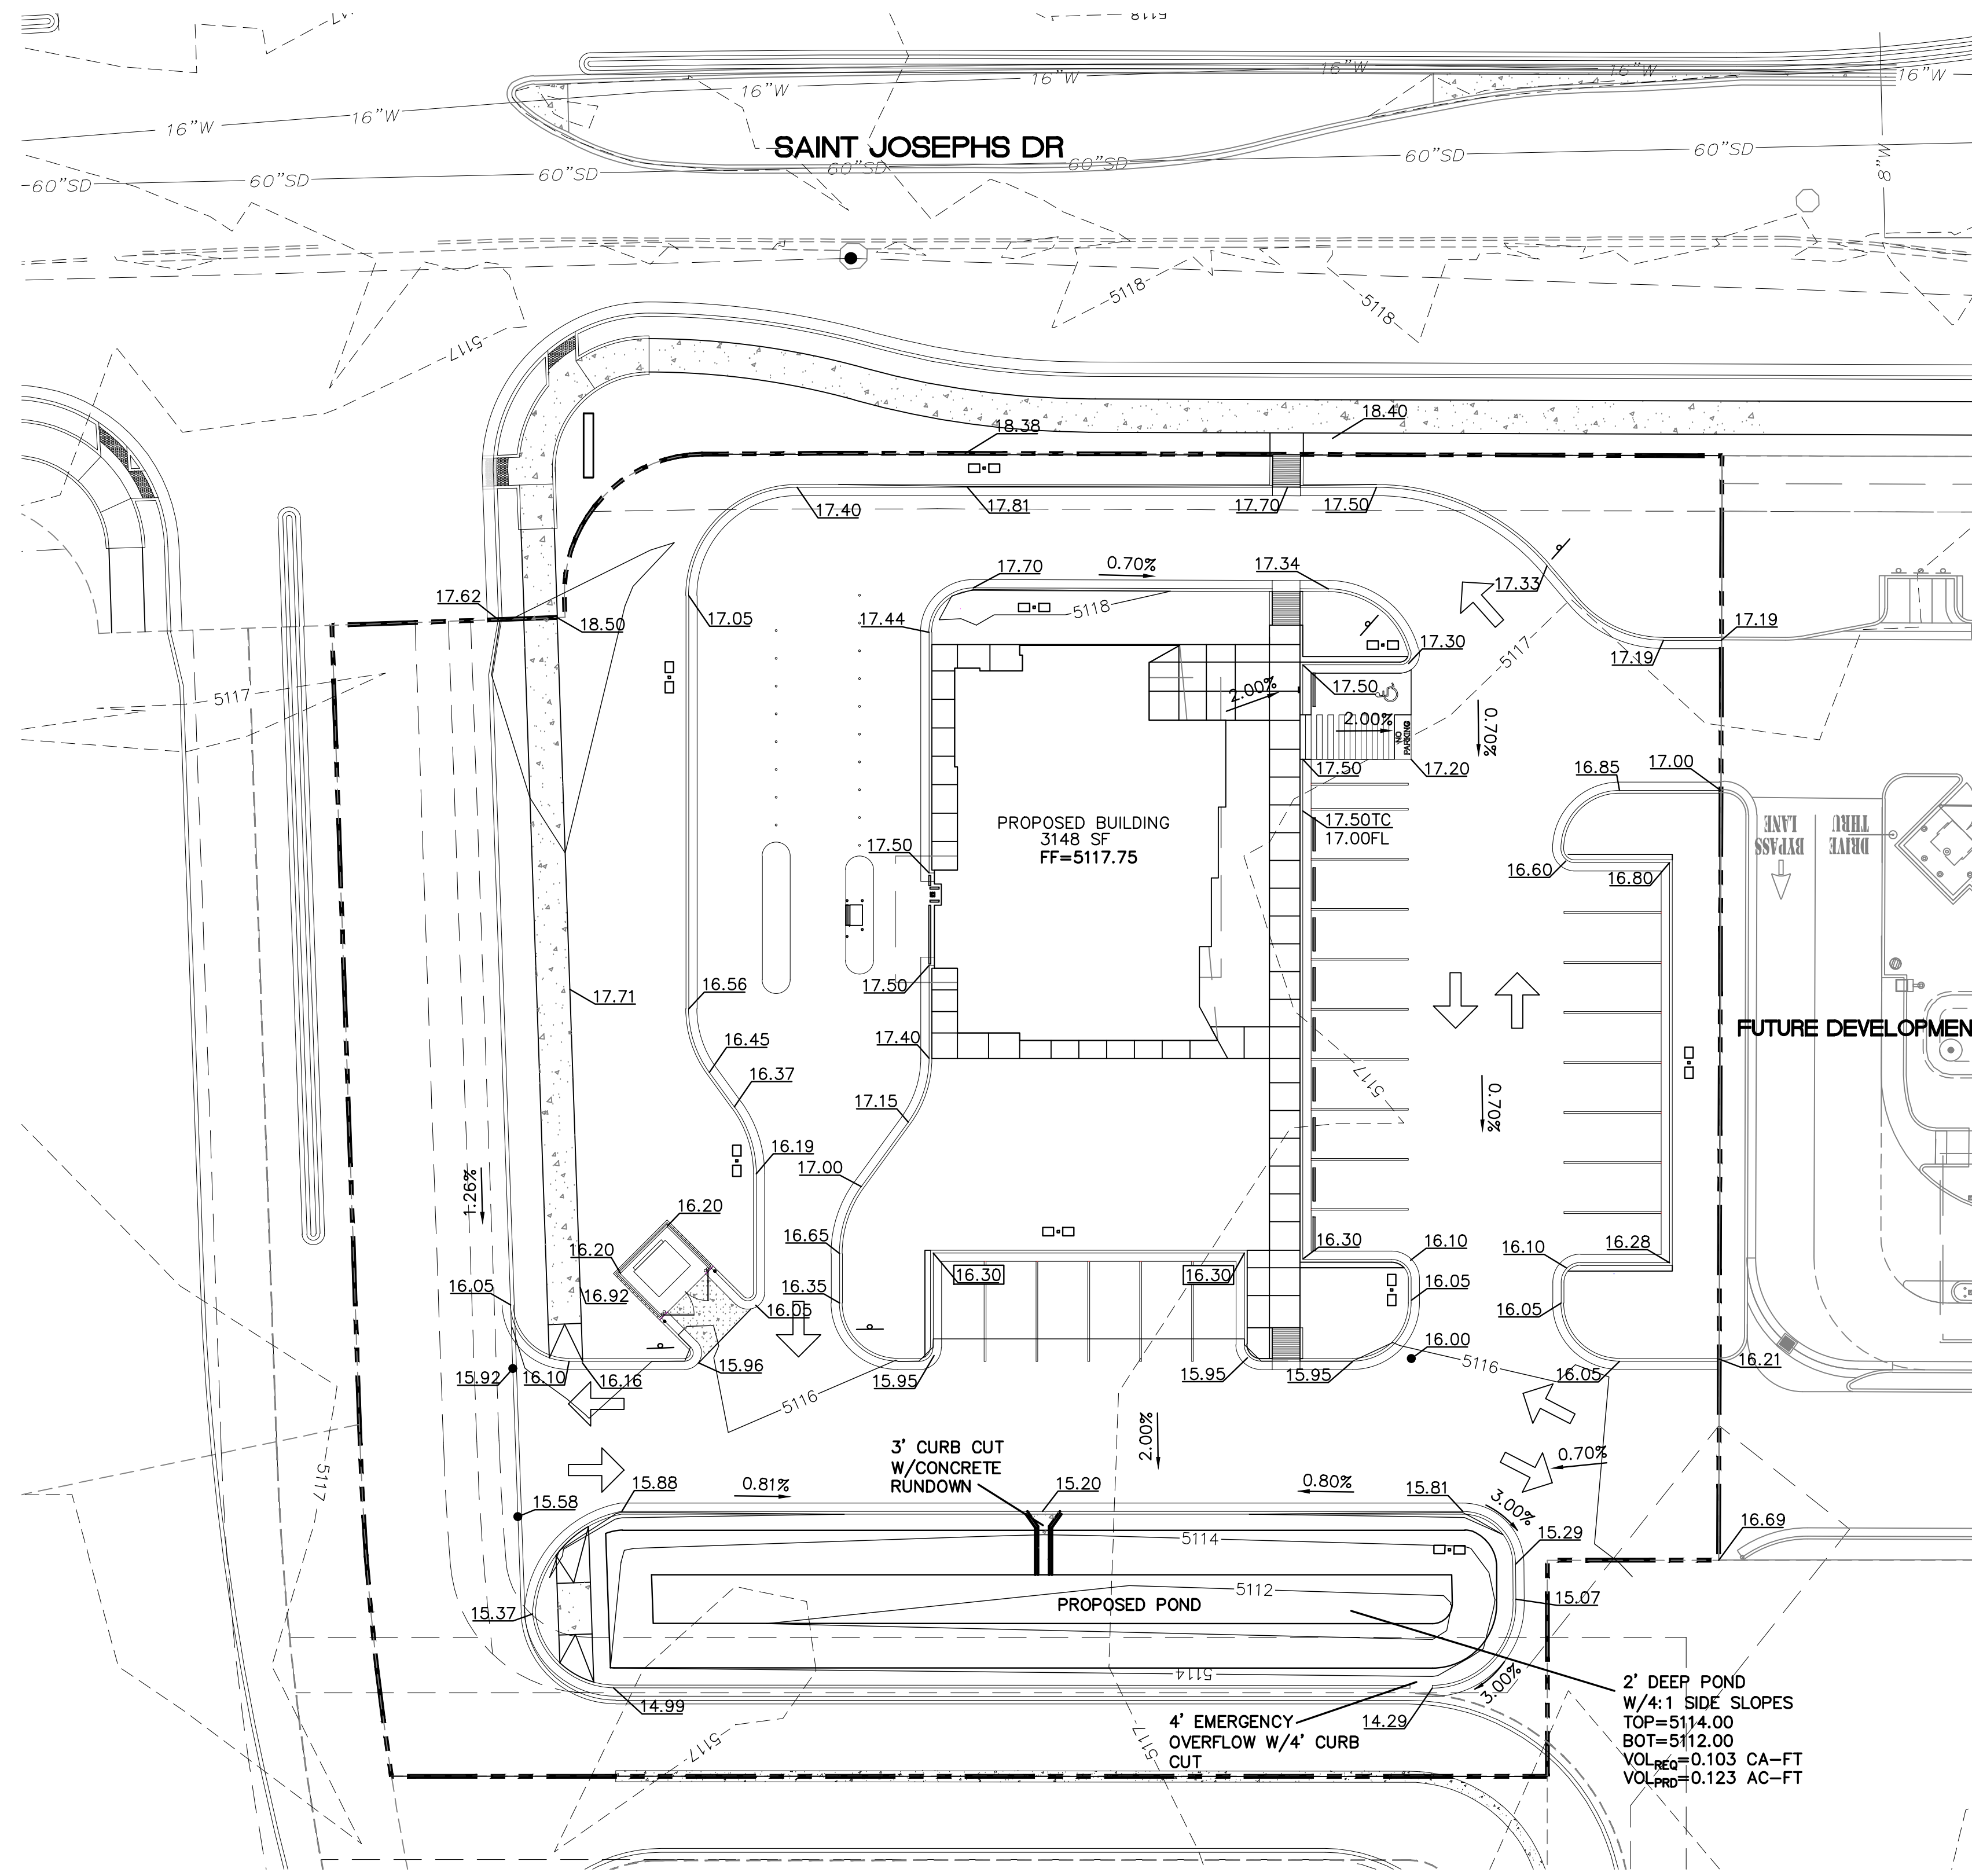 5118
16"W
16"W
16"W
16"W
16"W
16"W
16"W
SAINT JOSEPHS DR
60"SD
60"SD
60"SD
60"SD
60"SD
60"SD
60"SD
8"W
5118
5118
5117
18.40
18.38
17.40
17.81
17.70
17.50
17.62
18.50
17.05
17.70
0.70%
17.34
17.33
17.44
5118
17.30
17.19
17.19
5117
5117
2.00%
17.50
2.00%
NO
PARKING
0.70%
17.50
17.20
16.85
17.00
PROPOSED BUILDING
3148 SF
FF=5117.75
17.50TC
17.00FL
BYPASS
LANE
DRIVE
THRU
17.50
16.60
16.80
17.71
16.56
17.50
FUTURE DEVELOPMEN
16.45
17.40
16.37
17.15
5117
0.70%
16.19
17.00
1.26%
16.20
16.20
16.65
16.30
16.10
16.10
16.28
16.30
16.30
16.05
16.92
16.05
16.35
16.05
16.05
16.00
15.92
16.10
16.16
15.96
15.95
15.95
15.95
5116
16.05
16.21
5116
3' CURB CUT
W/CONCRETE
RUNDOWN
2.00%
0.70%
5117
15.88
0.81%
15.20
0.80%
15.81
3.00%
15.58
16.69
15.29
5114
5112
15.37
PROPOSED POND
15.07
5114
3.00%
14.99
5117
5117
4' EMERGENCY
OVERFLOW W/4' CURB
CUT
14.29
2' DEEP POND
W/4:1 SIDE SLOPES
TOP=5114.00
BOT=5112.00
VOLREQ=0.103 CA-FT
VOLPRD=0.123 AC-FT